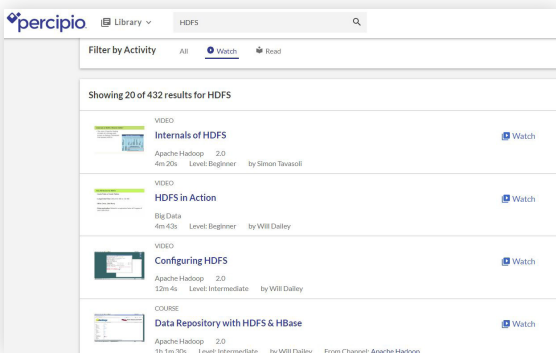 percipio. Library HDFS
Filter by Activity All Watch Read
Showing 20 of 432 results for HDFS
VIDEO
Internals of HDFS
Watch
Apache Hadoop 2.0
4m 20s Level: Beginner by Simon Tavasoli
VIDEO
HDFS in Action
Watch
Big Data
4m 43s Level: Beginner by Will Dailey
VIDEO
Configuring HDFS
Watch
Apache Hadoop 2.0
12m 4s Level: Intermediate by Will Dailey
COURSE
Data Repository with HDFS & HBase
Watch
Apache Hadoop 2.0
1h 1m 30s Level: Intermediate by Will Dailey From Channel: Apache Hadoop